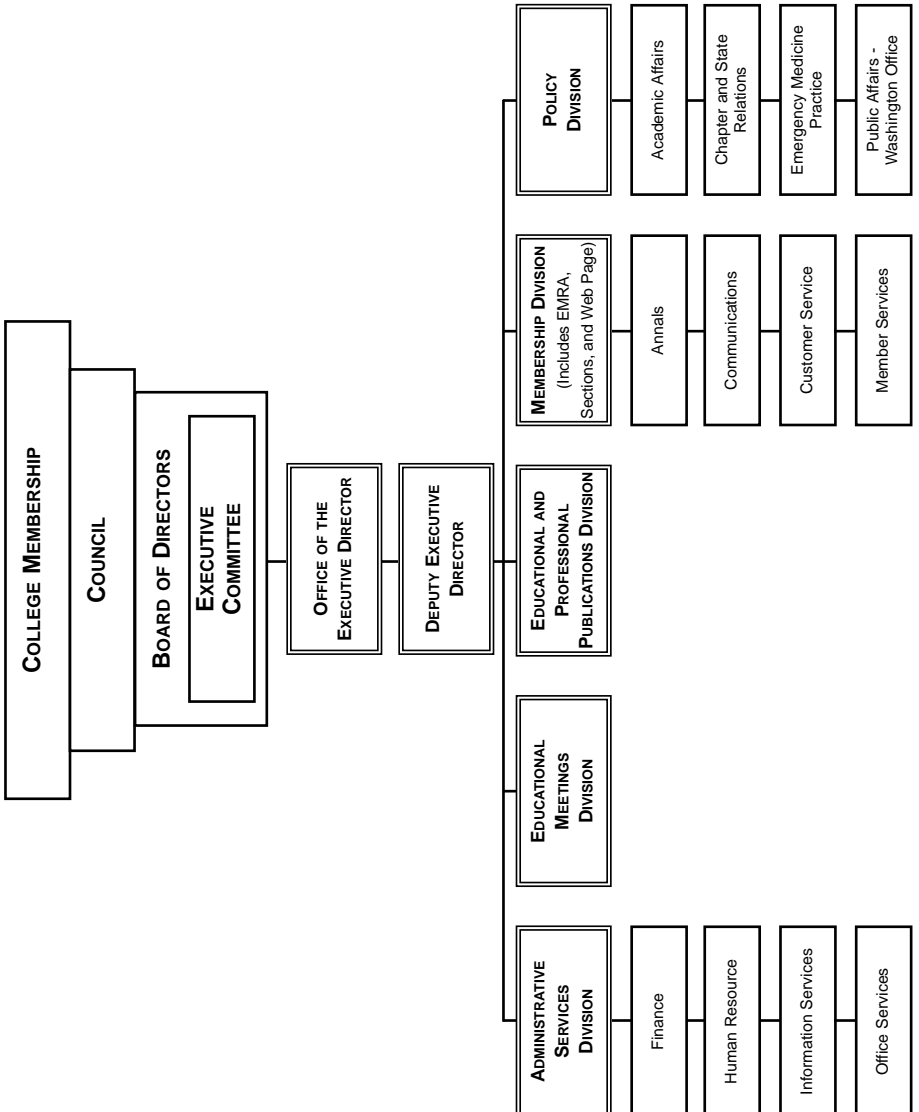 COLLEGE MEMBERSHIP
COUNCIL
BOARD OF DIRECTORS
EXECUTIVE
COMMITTEE
OFFICE OF THE
EXECUTIVE DIRECTOR
DEPUTY EXECUTIVE
DIRECTOR
ADMINISTRATIVE
SERVICES
DIVISION
Finance
Human Resource
Information Services
Office Services
EDUCATIONAL
MEETINGS
DIVISION
EDUCATIONAL AND
PROFESSIONAL
PUBLICATIONS DIVISION
MEMBERSHIP DIVISION
(Includes EMRA,
Sections, and Web Page)
Annals
Communications
Customer Service
Member Services
POLICY
DIVISION
Academic Affairs
Chapter and State
Relations
Emergency Medicine
Practice
Public Affairs -
Washington Office